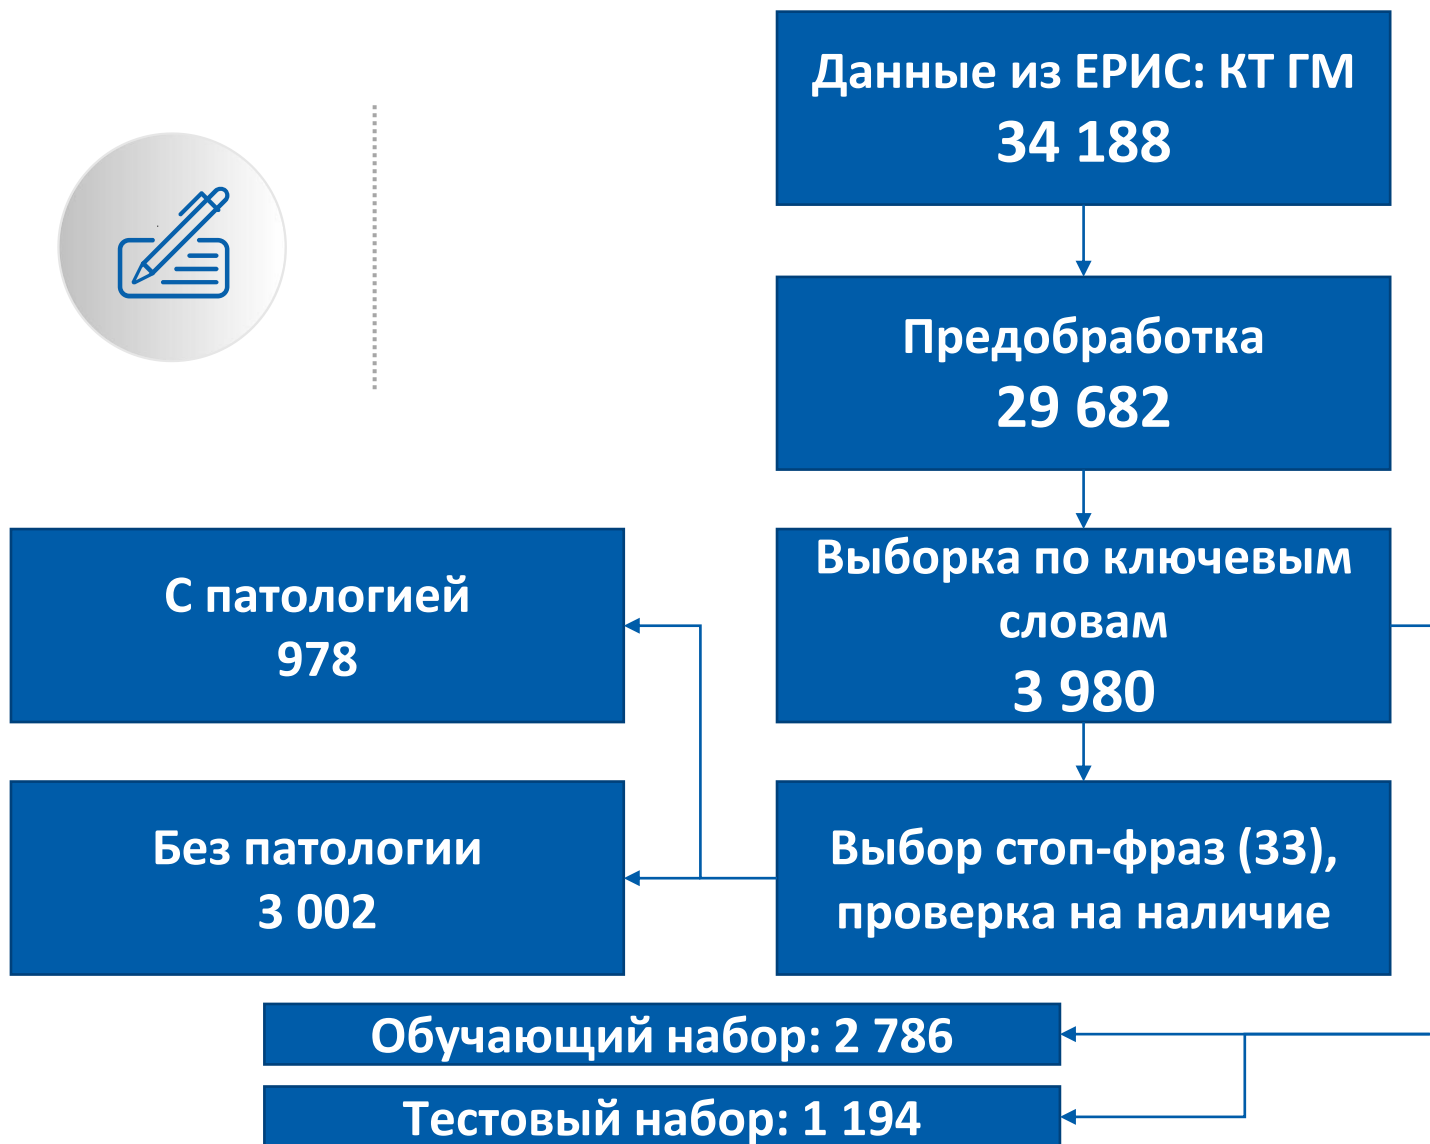 Данные из ЕРИС: КТ ГМ
34 188
Предобработка
29 682
Выборка по ключевым
словам
3 980
С патологией
978
Без патологии
3 002
Выбор стоп-фраз (33),
проверка на наличие
Обучающий набор: 2 786
Тестовый набор: 1 194